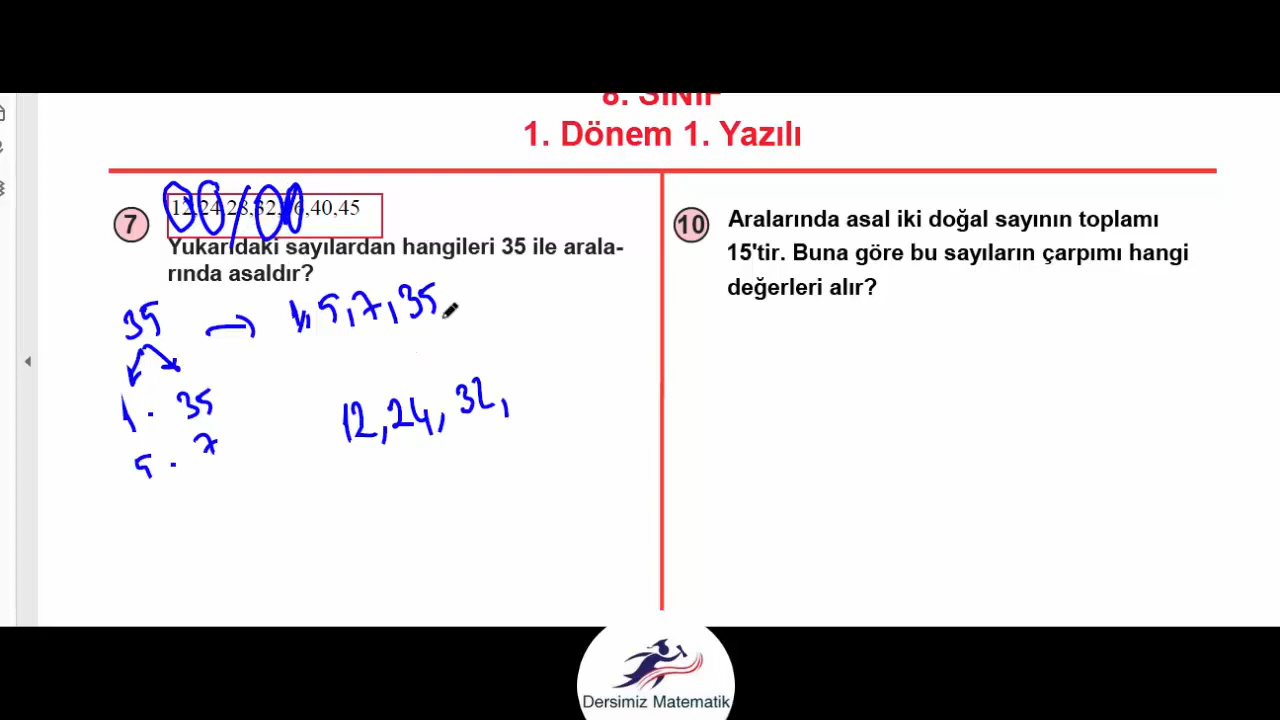 8. SINIF
1. Dönem 1. Yazılı
7
12,24,28,32,36,40,45
Yukarıdaki sayılardan hangileri 35 ile arala-
rında asaldır?
35 → 1, 5, 7, 35
1 . 35
5 . 7
12, 24, 32,
10
Aralarında asal iki doğal sayının toplamı
15'tir. Buna göre bu sayıların çarpımı hangi
değerleri alır?
Dersimiz Matematik